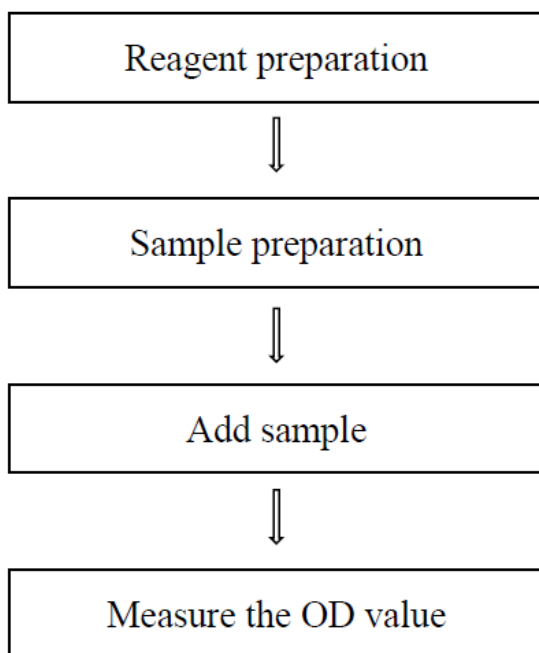 Reagent preparation
Sample preparation
Add sample
Measure the OD value